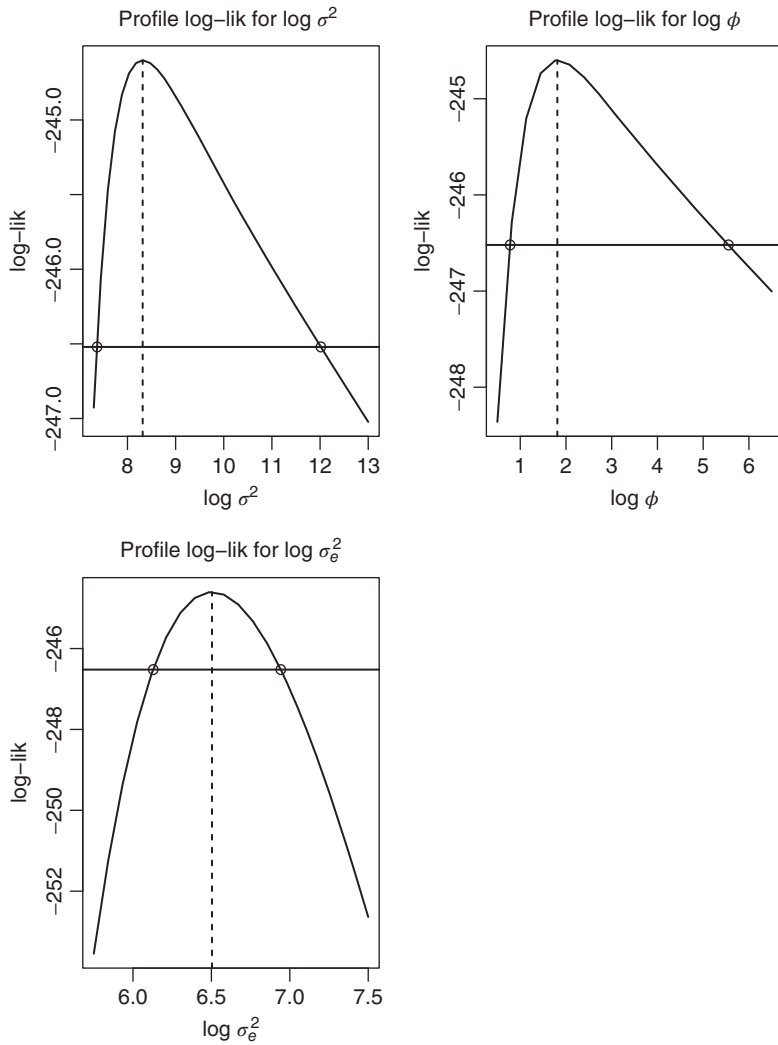 Profile log–lik for log σ²
log–lik
−245.0
−246.0
−247.0
8 9 10 11 12 13
log σ²
Profile log–lik for log ϕ
log–lik
−245
−246
−247
−248
1 2 3 4 5 6
log ϕ
Profile log–lik for log σₑ²
log–lik
−246
−248
−250
−252
6.0 6.5 7.0 7.5
log σₑ²